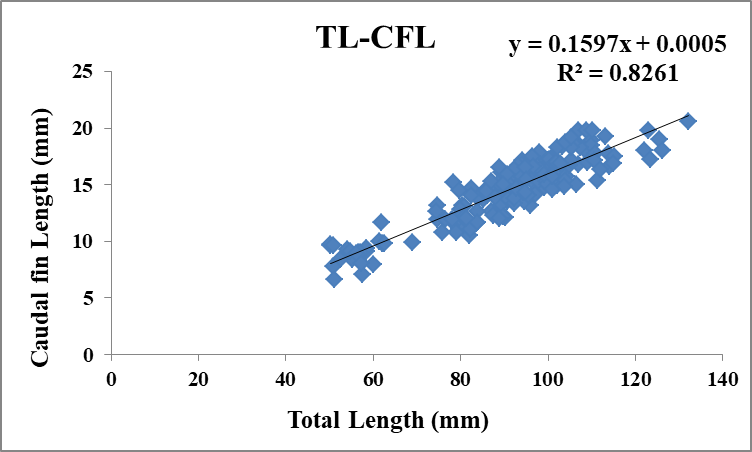 TL-CFL
y = 0.1597x + 0.0005
R² = 0.8261
25
20
15
10
5
0
Caudal fin Length (mm)
0 20 40 60 80 100 120 140
Total Length (mm)